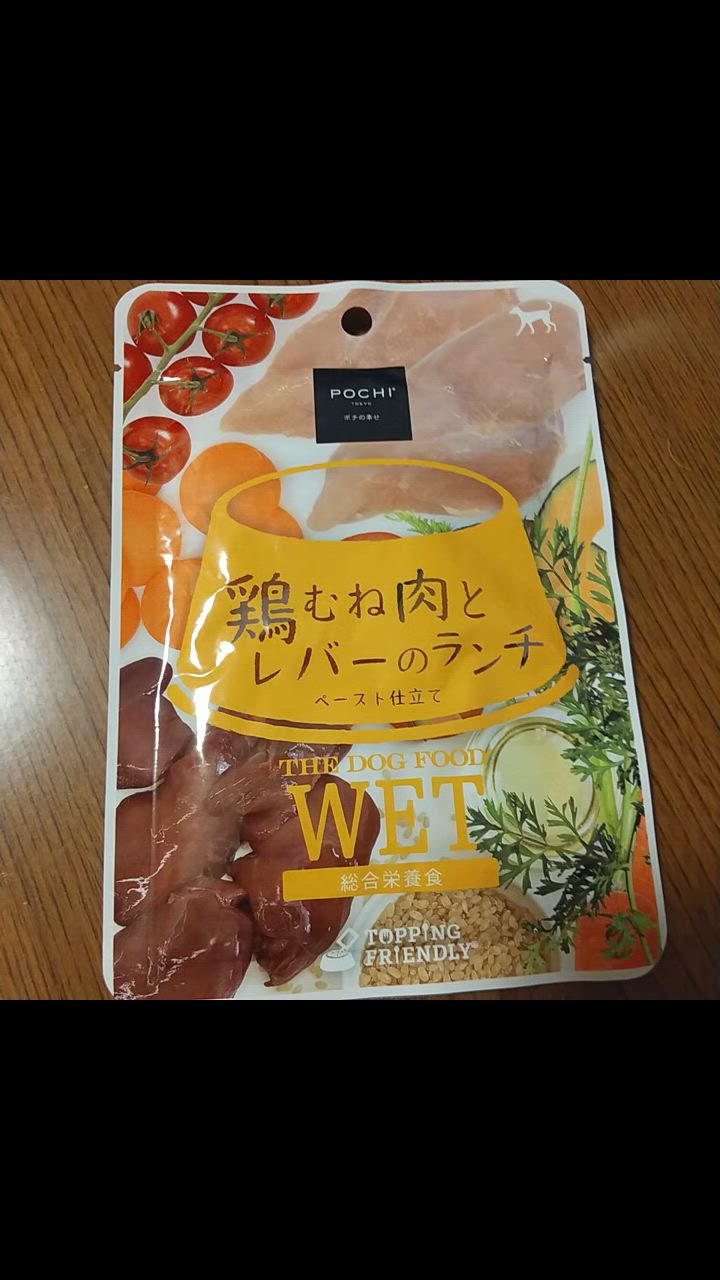 POCHI
TOKYO
ポチの幸せ
鶏むね肉と
レバーのランチ
ペースト仕立て
THE DOG FOOD
WET
総合栄養食
TOPPING
FRiENDLY®